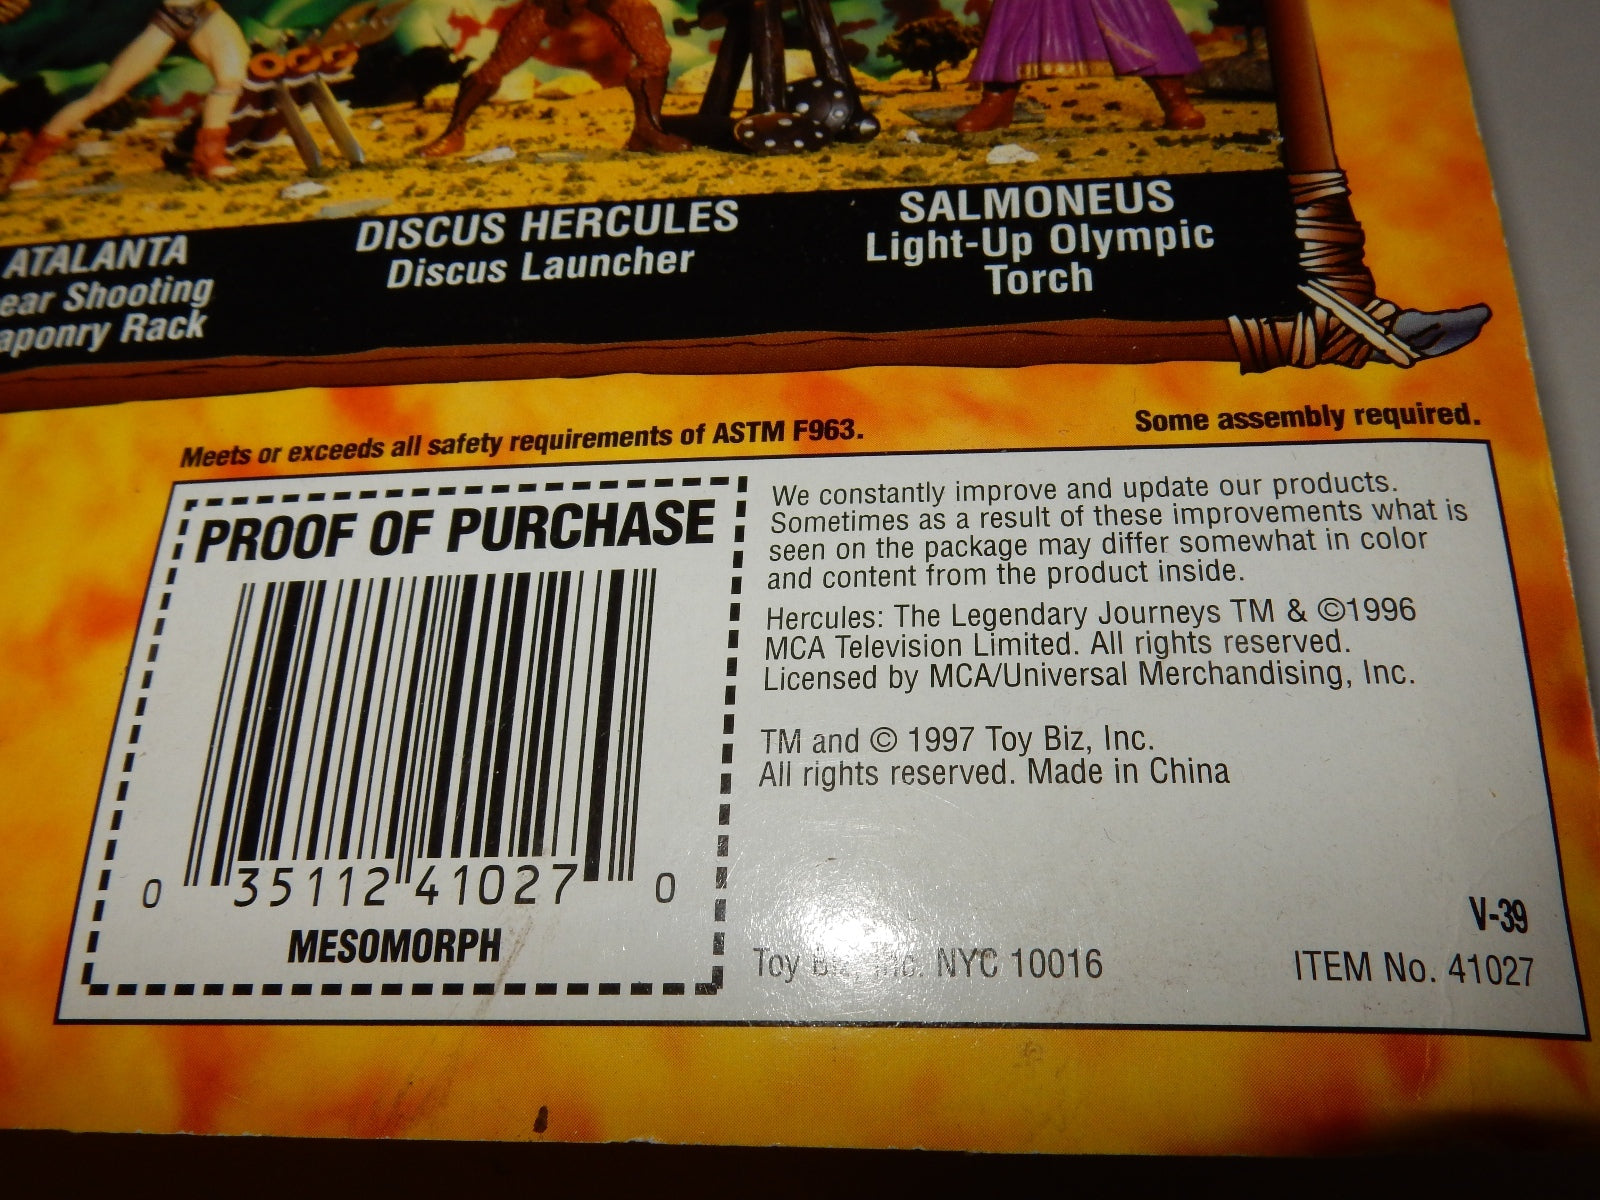 ATALANTA
ear Shooting
aponry Rack
DISCUS HERCULES
Discus Launcher
SALMONEUS
Light-Up Olympic
Torch
Meets or exceeds all safety requirements of ASTM F963.
Some assembly required.
PROOF OF PURCHASE
0 35112 41027 0
MESOMORPH
We constantly improve and update our products.
Sometimes as a result of these improvements what is
seen on the package may differ somewhat in color
and content from the product inside.
Hercules: The Legendary Journeys TM & ©1996
MCA Television Limited. All rights reserved.
Licensed by MCA/Universal Merchandising, Inc.
TM and © 1997 Toy Biz, Inc.
All rights reserved. Made in China
Toy Biz, Inc. NYC 10016
V-39
ITEM No. 41027